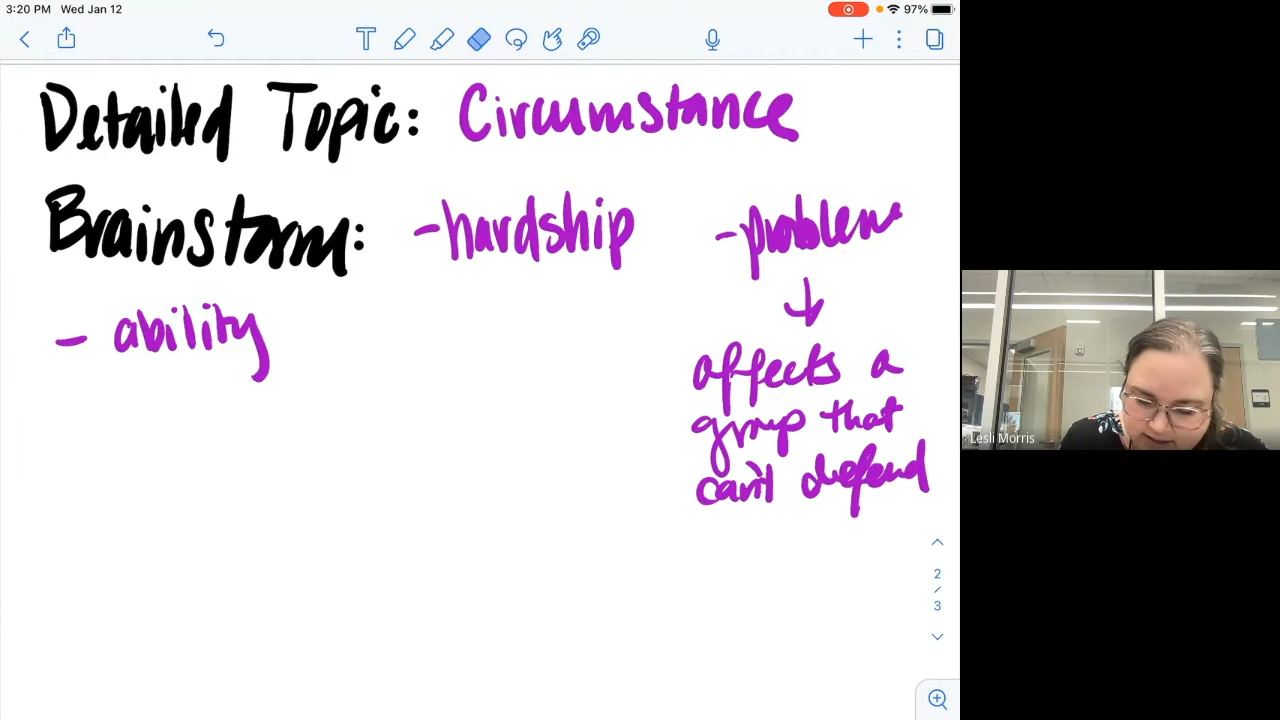 3:20 PM Wed Jan 12
97%
Detailed Topic: Circumstance
Brainstorm: -hardship -problem
- ability
affects a
group that
can't defend
Lesli Morris
2
/
3